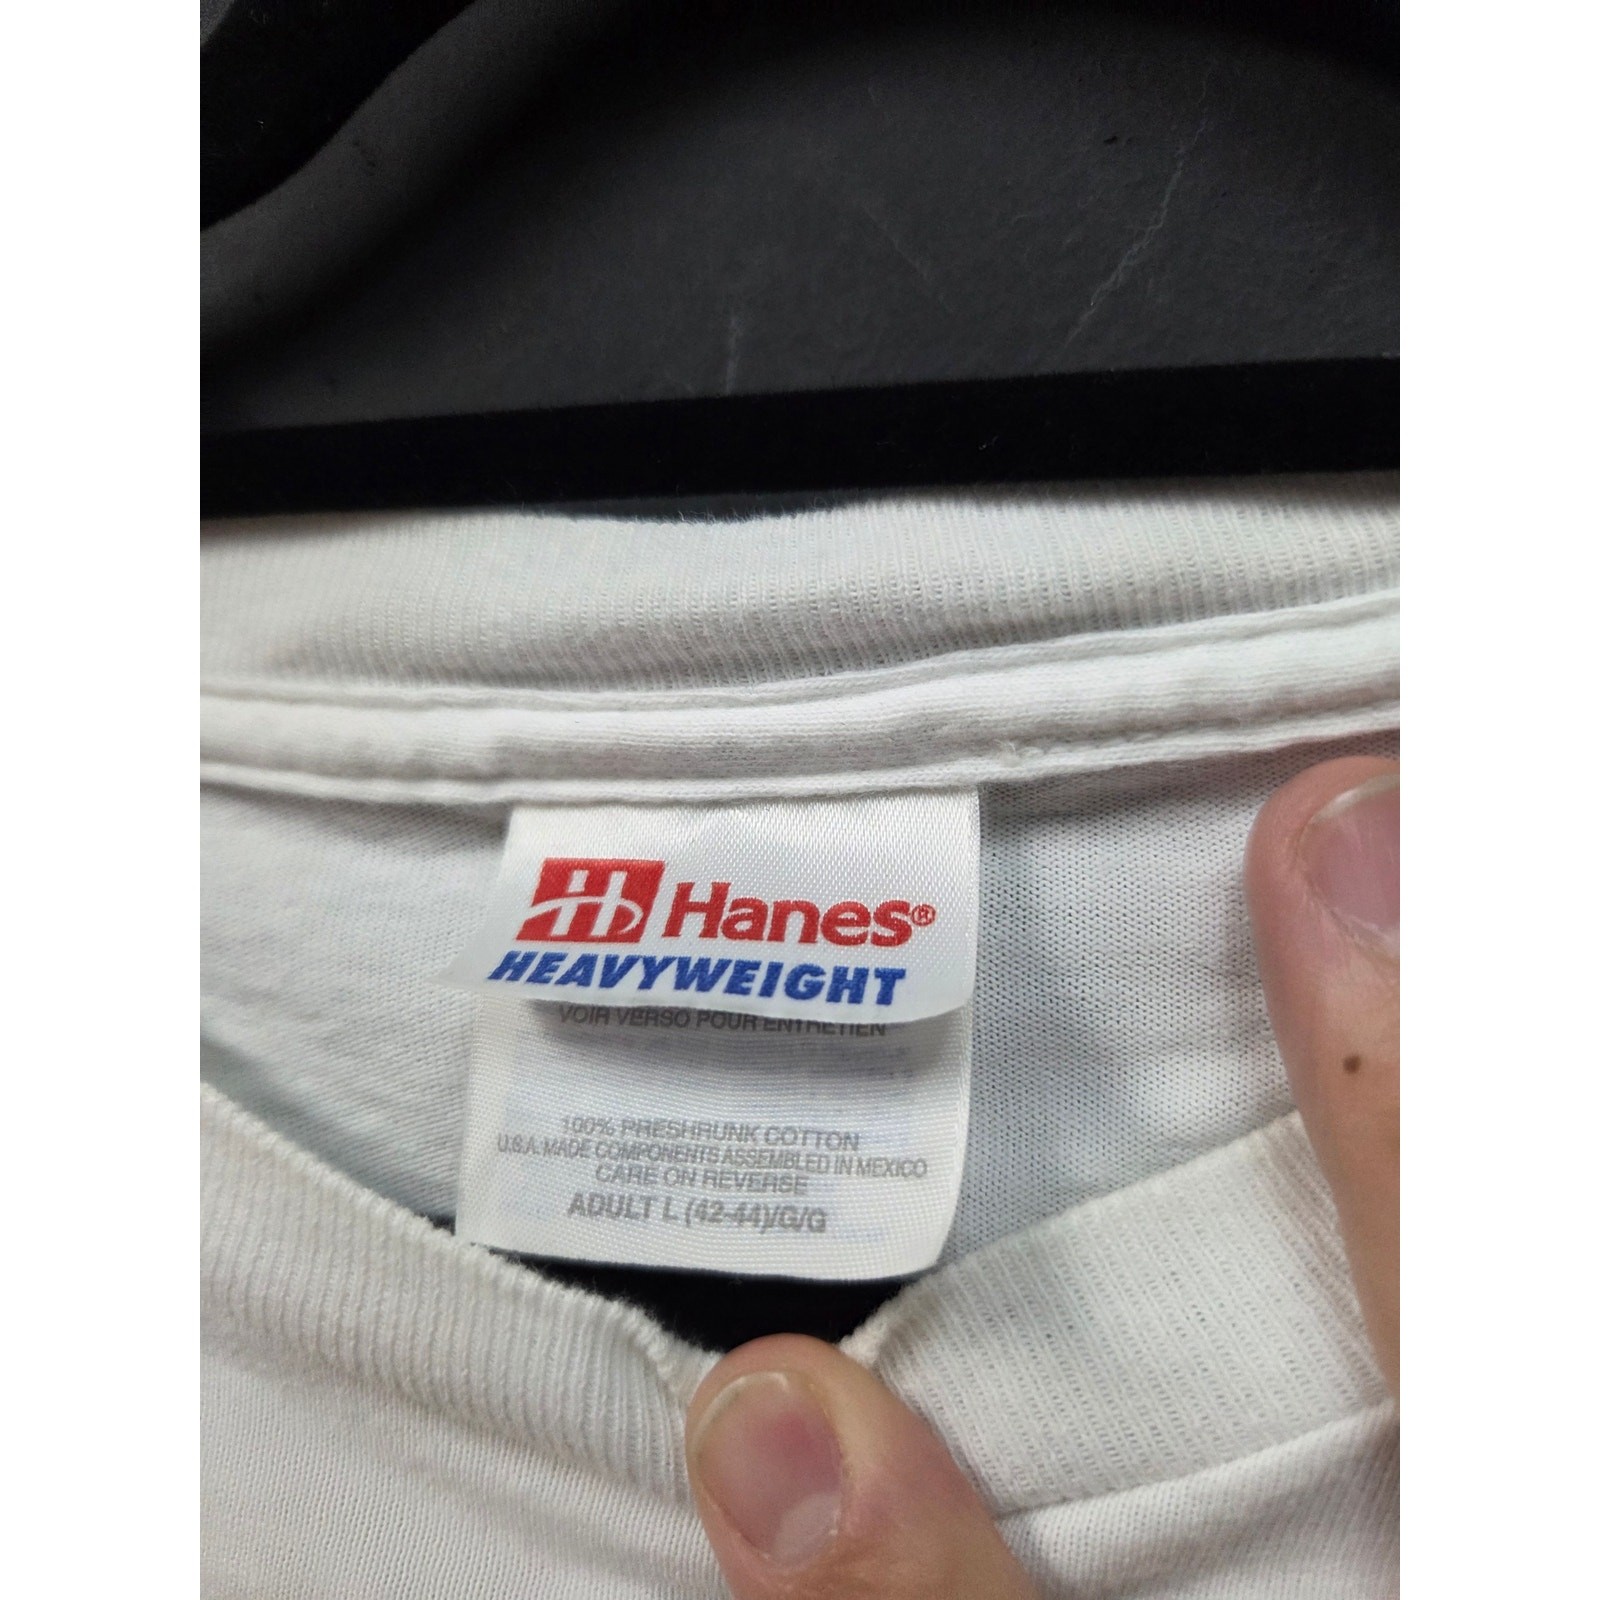 Hanes®
HEAVYWEIGHT
VOIR VERSO POUR ENTRETIEN
100% PRESHRUNK COTTON
U.S.A. MADE COMPONENTS ASSEMBLED IN MEXICO
CARE ON REVERSE
ADULT L (42-44)/G/G